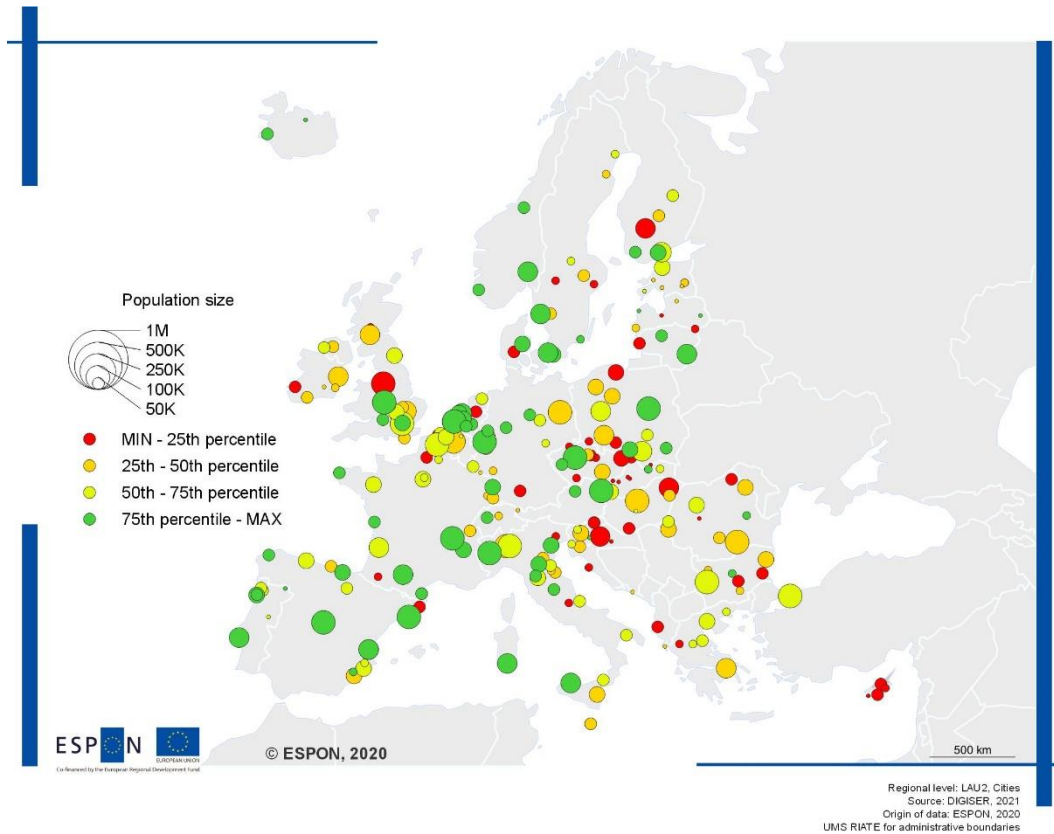 Population size
1M
500K
250K
100K
50K
MIN - 25th percentile
25th - 50th percentile
50th - 75th percentile
75th percentile - MAX
ESPON
EUROPEAN UNION
Co-financed by the European Regional Development Fund
© ESPON, 2020
500 km
Regional level: LAU2, Cities
Source: DIGISER, 2021
Origin of data: ESPON, 2020
UMS RIATE for administrative boundaries